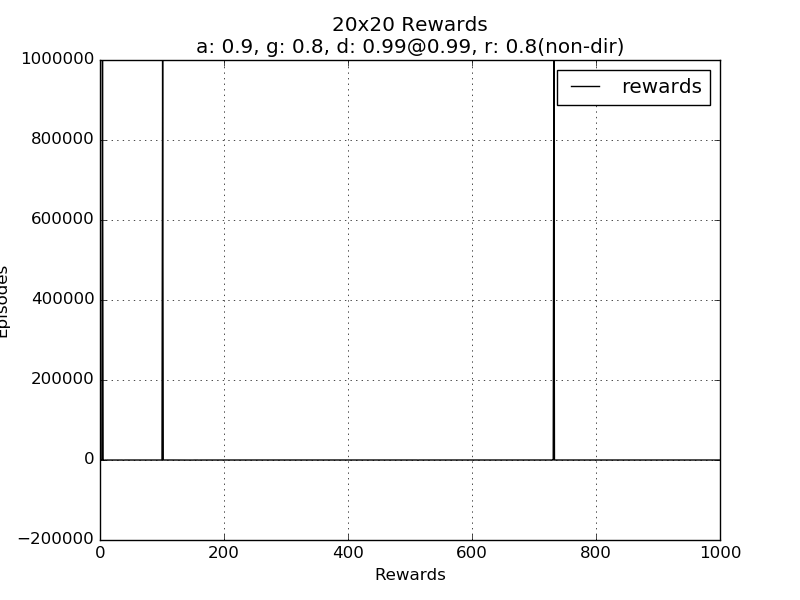 20x20 Rewards
a: 0.9, g: 0.8, d: 0.99@0.99, r: 0.8(non-dir)
rewards
1000000
800000
600000
400000
200000
0
−200000
Episodes
0 200 400 600 800 1000
Rewards